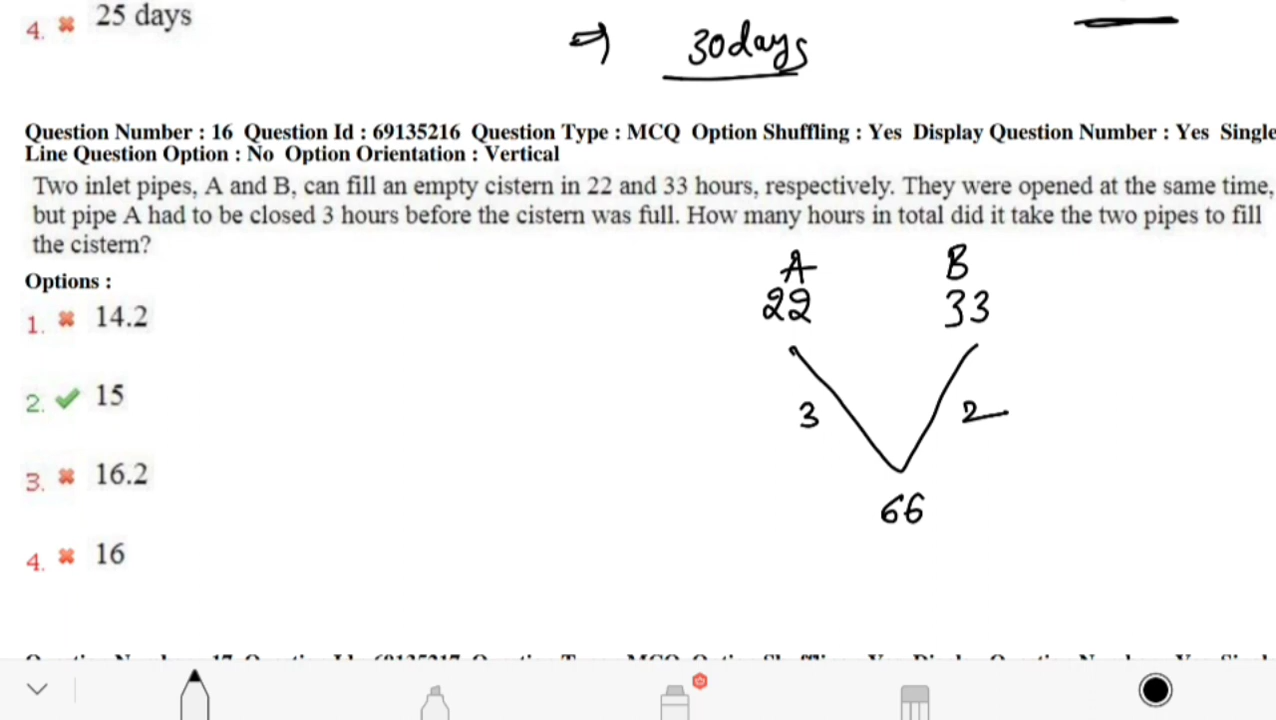 4. 25 days
⇒ 30days
Question Number : 16 Question Id : 69135216 Question Type : MCQ Option Shuffling : Yes Display Question Number : Yes Single
Line Question Option : No Option Orientation : Vertical
Two inlet pipes, A and B, can fill an empty cistern in 22 and 33 hours, respectively. They were opened at the same time,
but pipe A had to be closed 3 hours before the cistern was full. How many hours in total did it take the two pipes to fill
the cistern?
A B
Options :
22 33
1. 14.2
2. 15
3 2
3. 16.2
66
4. 16